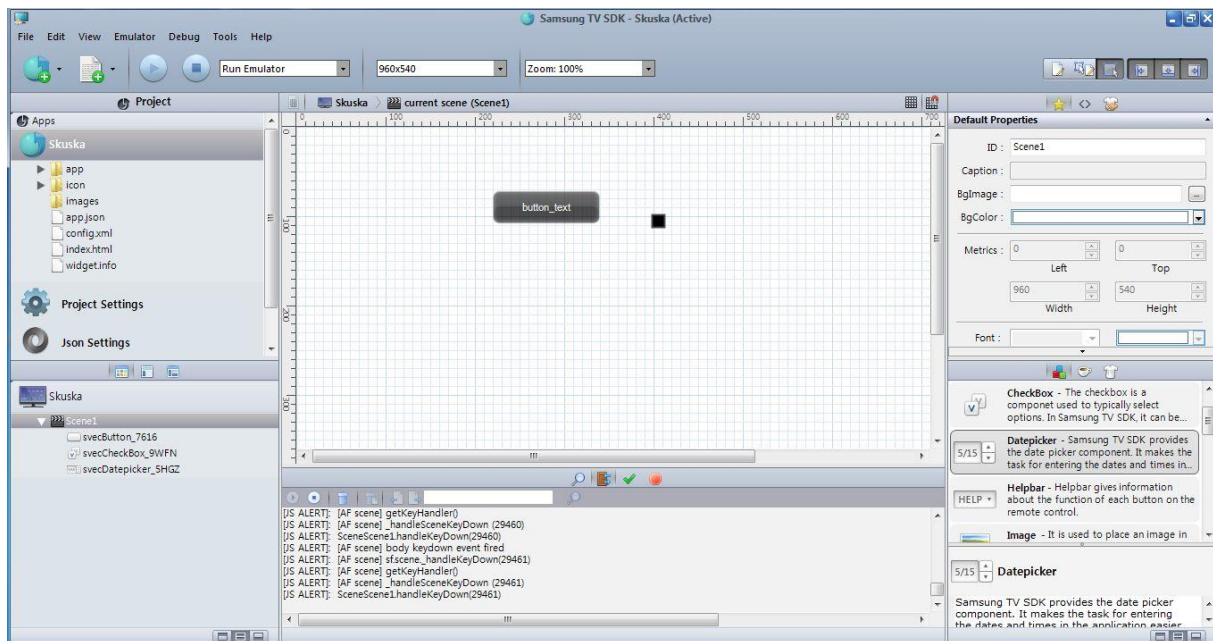 Samsung TV SDK - Skuska (Active)
File Edit View Emulator Debug Tools Help
Run Emulator
960x540
Zoom: 100%
Project
Apps
Skuska
app
icon
images
app.json
config.xml
index.html
widget.info
Project Settings
Json Settings
Skuska
Scene1
svecButton_7616
svecCheckBox_9WFN
svecDatepicker_5HGZ
Skuska
current scene (Scene1)
0 100 200 300 400 500 600 700
0
100
200
300
button_text
[JS ALERT]: [AF scene] getKeyHandler()
[JS ALERT]: [AF scene] _handleSceneKeyDown (29460)
[JS ALERT]: SceneScene1.handleKeyDown(29460)
[JS ALERT]: [AF scene] body keydown event fired
[JS ALERT]: [AF scene] sf.scene._handleKeyDown(29461)
[JS ALERT]: [AF scene] getKeyHandler()
[JS ALERT]: [AF scene] _handleSceneKeyDown (29461)
[JS ALERT]: SceneScene1.handleKeyDown(29461)
Default Properties
ID : Scene1
Caption :
BgImage :
...
BgColor :
Metrics : 0 0
Left Top
960 540
Width Height
Font :
CheckBox - The checkbox is a
componet used to typically select
options. In Samsung TV SDK, it can be...
5/15
Datepicker - Samsung TV SDK provides
the date picker component. It makes the
task for entering the dates and times in...
HELP
Helpbar - Helpbar gives information
about the function of each button on the
remote control.
Image - It is used to place an image in
5/15 Datepicker
Samsung TV SDK provides the date picker
component. It makes the task for entering
the dates and times in the application easier